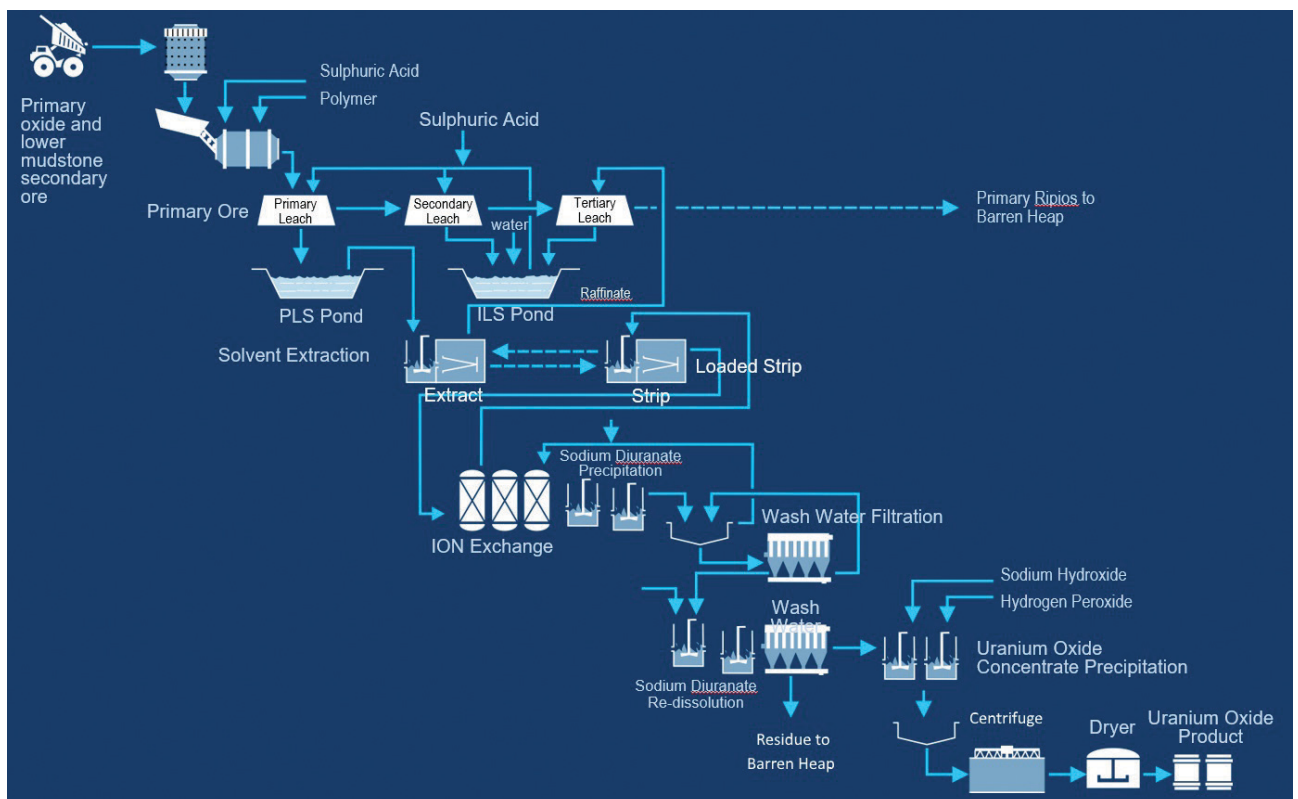 Sulphuric Acid
Polymer
Primary
oxide and
lower
mudstone
secondary
ore
Sulphuric Acid
Primary Ore
Primary
Leach
Secondary
Leach
Tertiary
Leach
Primary Ripios to
Barren Heap
water
PLS Pond
ILS Pond
Raffinate
Solvent Extraction
Extract
Strip
Loaded Strip
Sodium Diuranate
Precipitation
ION Exchange
Wash Water Filtration
Sodium Hydroxide
Hydrogen Peroxide
Wash
Water
Uranium Oxide
Concentrate Precipitation
Sodium Diuranate
Re-dissolution
Residue to
Barren Heap
Centrifuge
Dryer
Uranium Oxide
Product